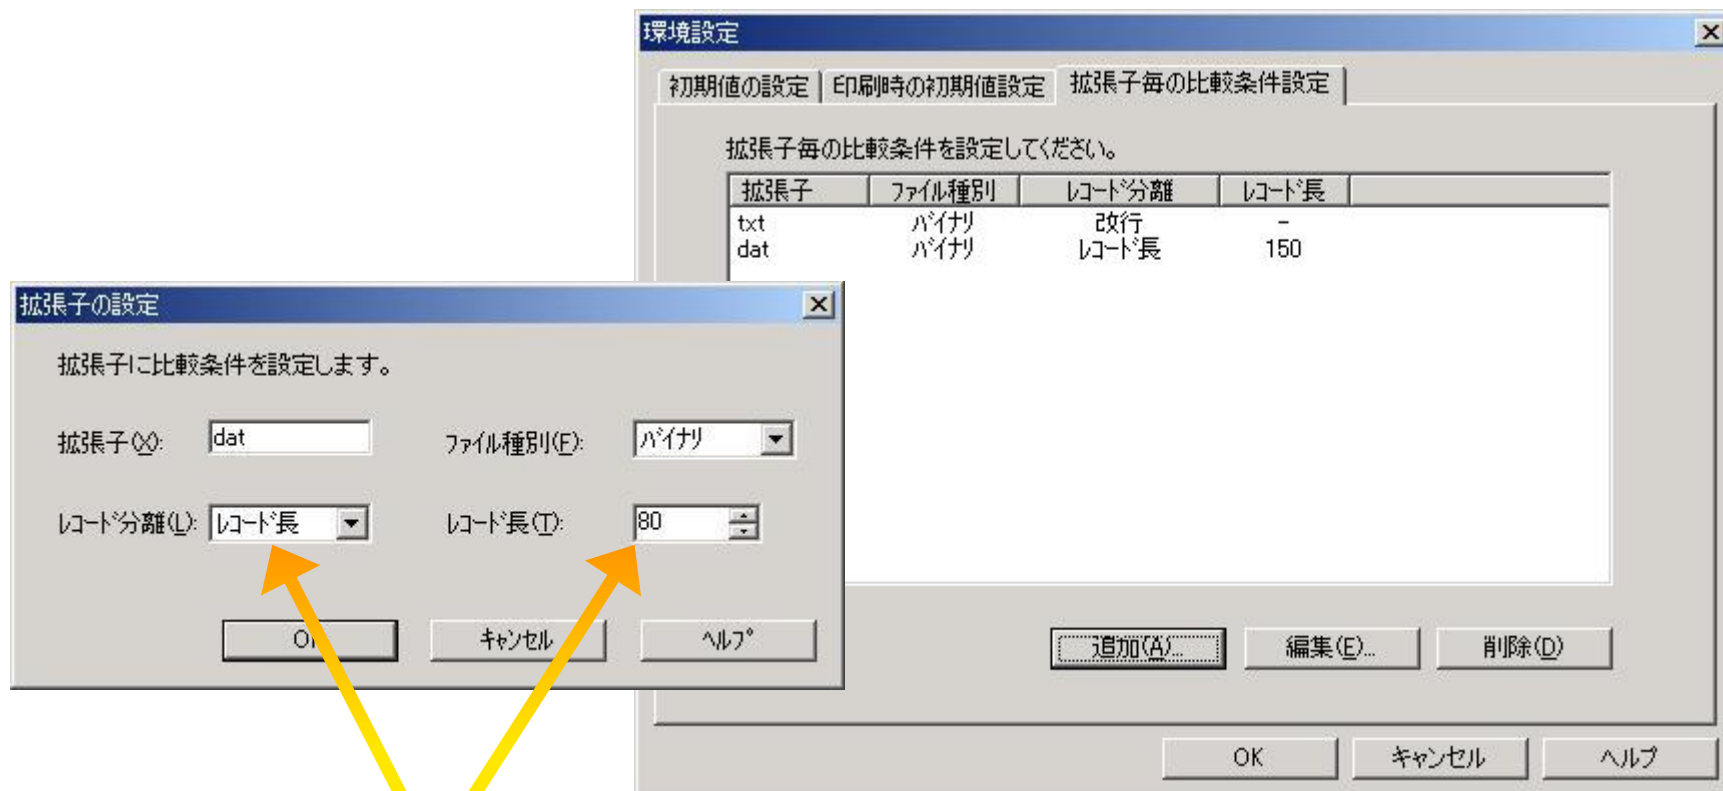 環境設定
初期値の設定 印刷時の初期値設定 拡張子毎の比較条件設定
拡張子毎の比較条件を設定してください。
拡張子 ファイル種別 レコード分離 レコード長
txt バイナリ 改行 -
dat バイナリ レコード長 150
追加(A)... 編集(E)... 削除(D)
OK キャンセル ヘルプ
拡張子の設定
拡張子に比較条件を設定します。
拡張子(X): dat ファイル種別(F): バイナリ
レコード分離(L): レコード長 レコード長(T): 80
キャンセル ヘルプ